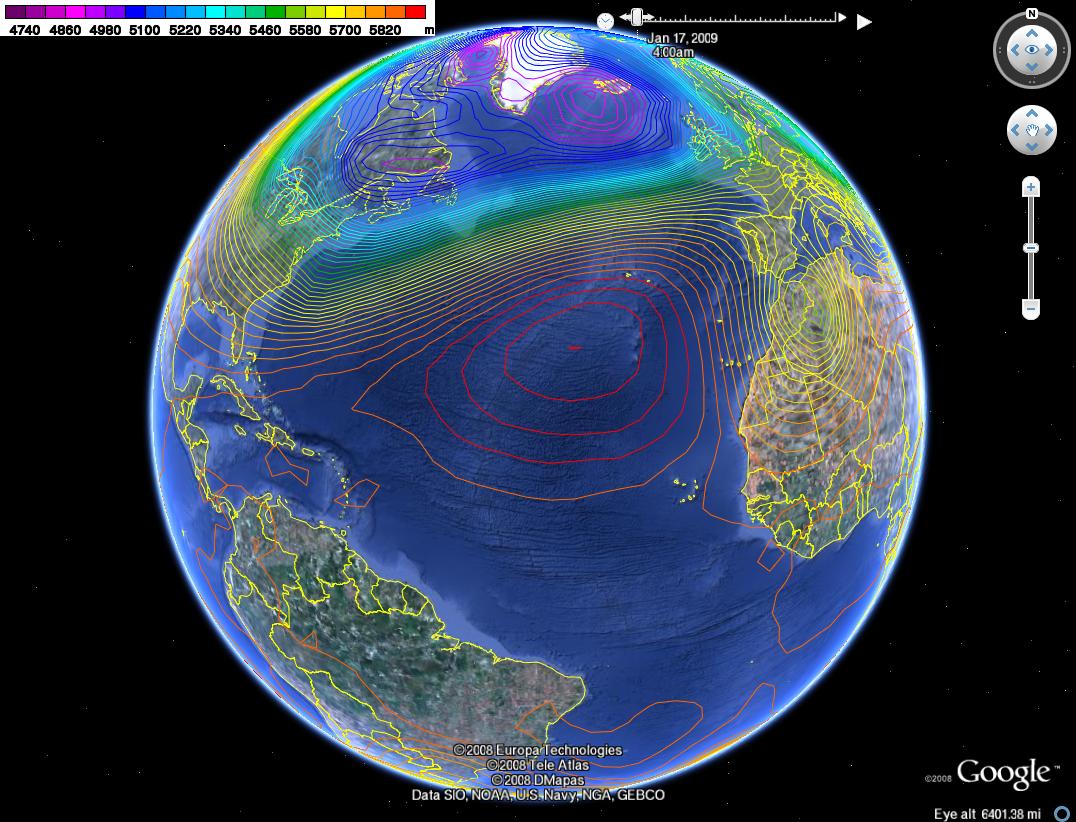 4740 4860 4980 5100 5220 5340 5460 5580 5700 5820 m
Jan 17, 2009
4:00am
N
©2008 Europa Technologies
©2008 Tele Atlas
©2008 DMapas
Data SIO, NOAA, U.S. Navy, NGA, GEBCO
©2008 Google™
Eye alt 6401.38 mi